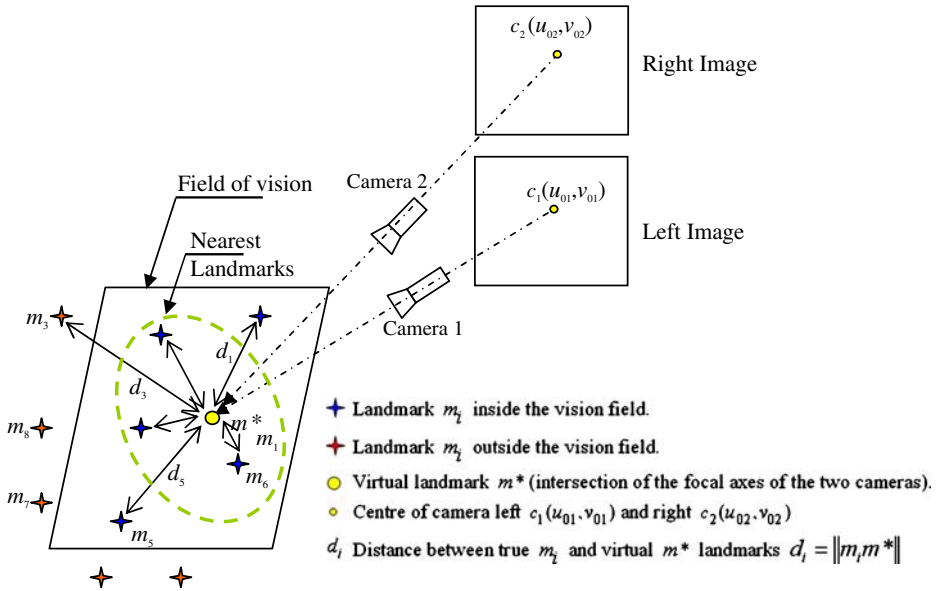 c₂(u₀₂,v₀₂)
Right Image
Camera 2
Field of vision
c₁(u₀₁,v₀₁)
Left Image
Nearest
Landmarks
Camera 1
m₃
d₁
d₃
m*
m₁
m₈
d₅
m₆
m₇
m₅
Landmark mᵢ inside the vision field.
Landmark mᵢ outside the vision field.
Virtual landmark m* (intersection of the focal axes of the two cameras).
Centre of camera left c₁(u₀₁,v₀₁) and right c₂(u₀₂,v₀₂)
dᵢ Distance between true mᵢ and virtual m* landmarks dᵢ = ‖mᵢm*‖